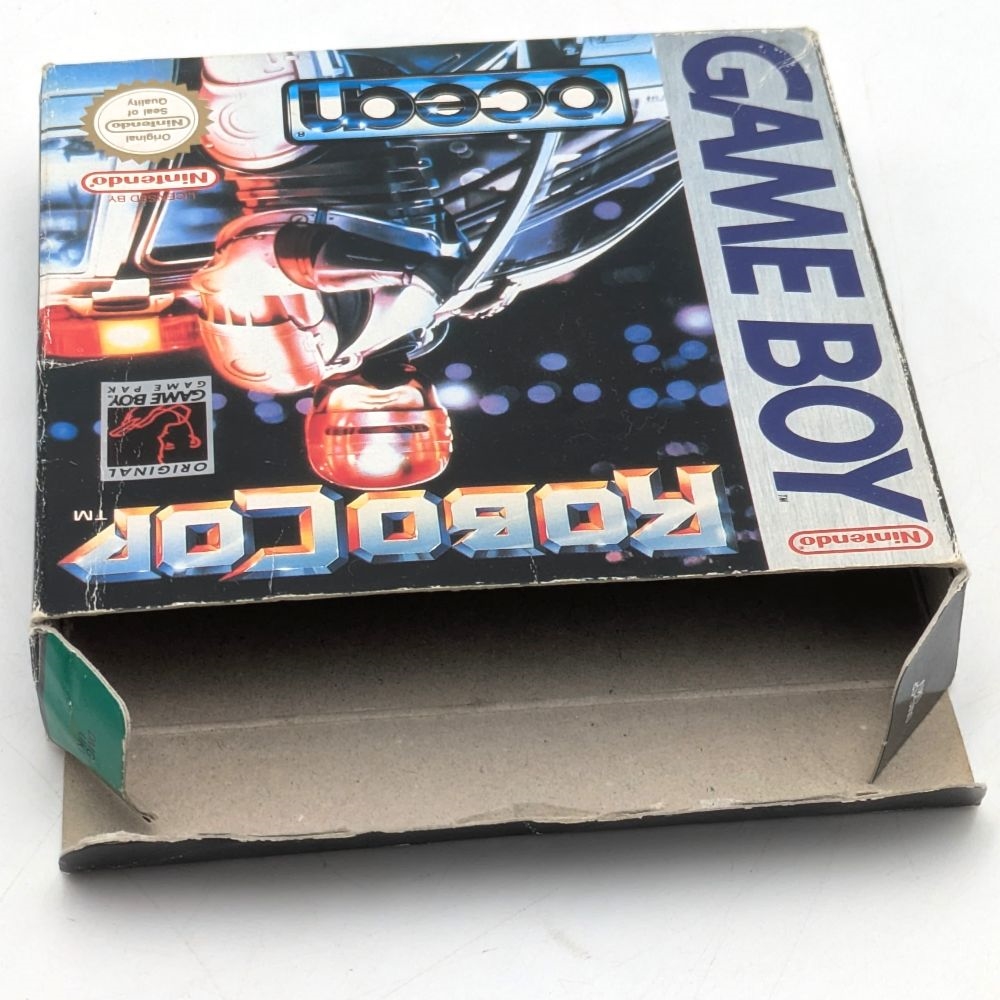 Nintendo
GAME BOY
TM
ROBOCOP
TM
ORIGINAL
GAME BOY
GAME PAK
LICENSED BY
Nintendo
Original
Nintendo
Seal of
Quality
ocean
®